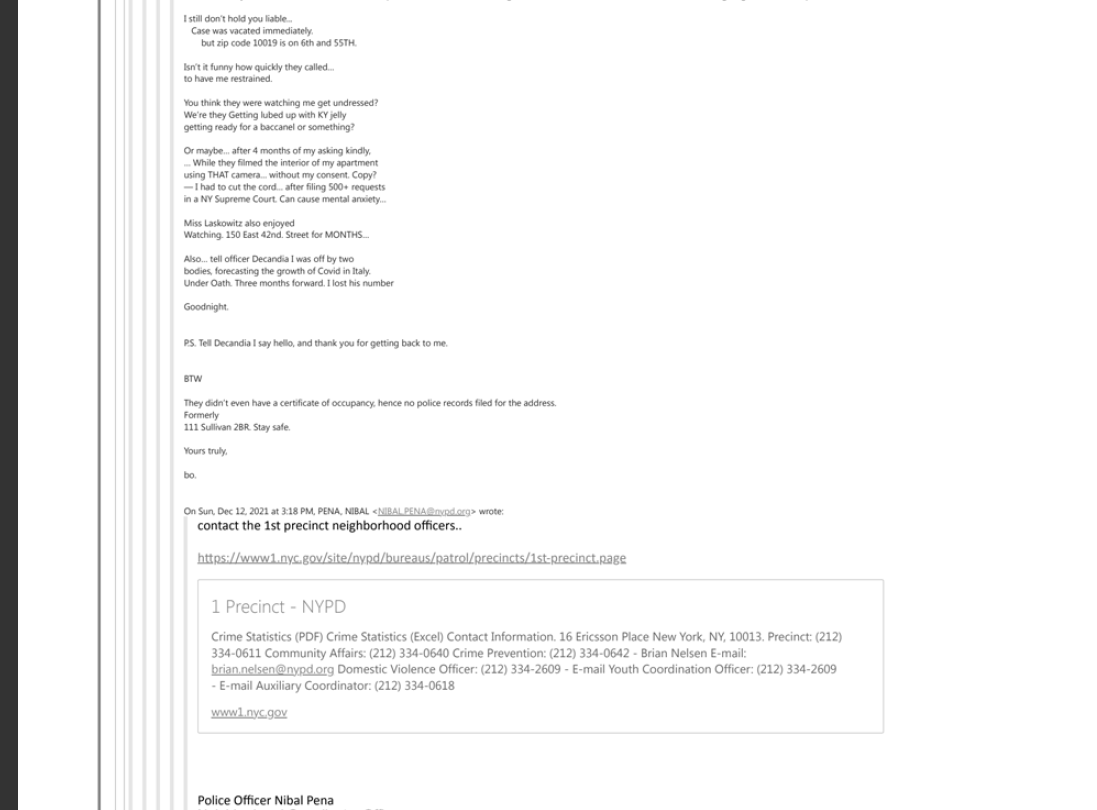 I still don't hold you liable...
Case was vacated immediately.
but zip code 10019 is on 6th and 55TH.
Isn't it funny how quickly they called...
to have me restrained.
You think they were watching me get undressed?
We're they Getting lubed up with KY jelly
getting ready for a baccanel or something?
Or maybe... after 4 months of my asking kindly,
... While they filmed the interior of my apartment
using THAT camera... without my consent. Copy?
— I had to cut the cord... after filing 500+ requests
in a NY Supreme Court. Can cause mental anxiety...
Miss Laskowitz also enjoyed
Watching. 150 East 42nd. Street for MONTHS...
Also... tell officer Decandia I was off by two
bodies, forecasting the growth of Covid in Italy.
Under Oath. Three months forward. I lost his number
Goodnight.
P.S. Tell Decandia I say hello, and thank you for getting back to me.
BTW
They didn't even have a certificate of occupancy, hence no police records filed for the address.
Formerly
111 Sullivan 2BR. Stay safe.
Yours truly,
bo.
On Sun, Dec 12, 2021 at 3:18 PM, PENA, NIBAL <NIBAL.PENA@nypd.org> wrote:
contact the 1st precinct neighborhood officers..
https://www1.nyc.gov/site/nypd/bureaus/patrol/precincts/1st-precinct.page
1 Precinct - NYPD
Crime Statistics (PDF) Crime Statistics (Excel) Contact Information. 16 Ericsson Place New York, NY, 10013. Precinct: (212)
334-0611 Community Affairs: (212) 334-0640 Crime Prevention: (212) 334-0642 - Brian Nelsen E-mail:
brian.nelsen@nypd.org Domestic Violence Officer: (212) 334-2609 - E-mail Youth Coordination Officer: (212) 334-2609
- E-mail Auxiliary Coordinator: (212) 334-0618
www1.nyc.gov
Police Officer Nibal Pena